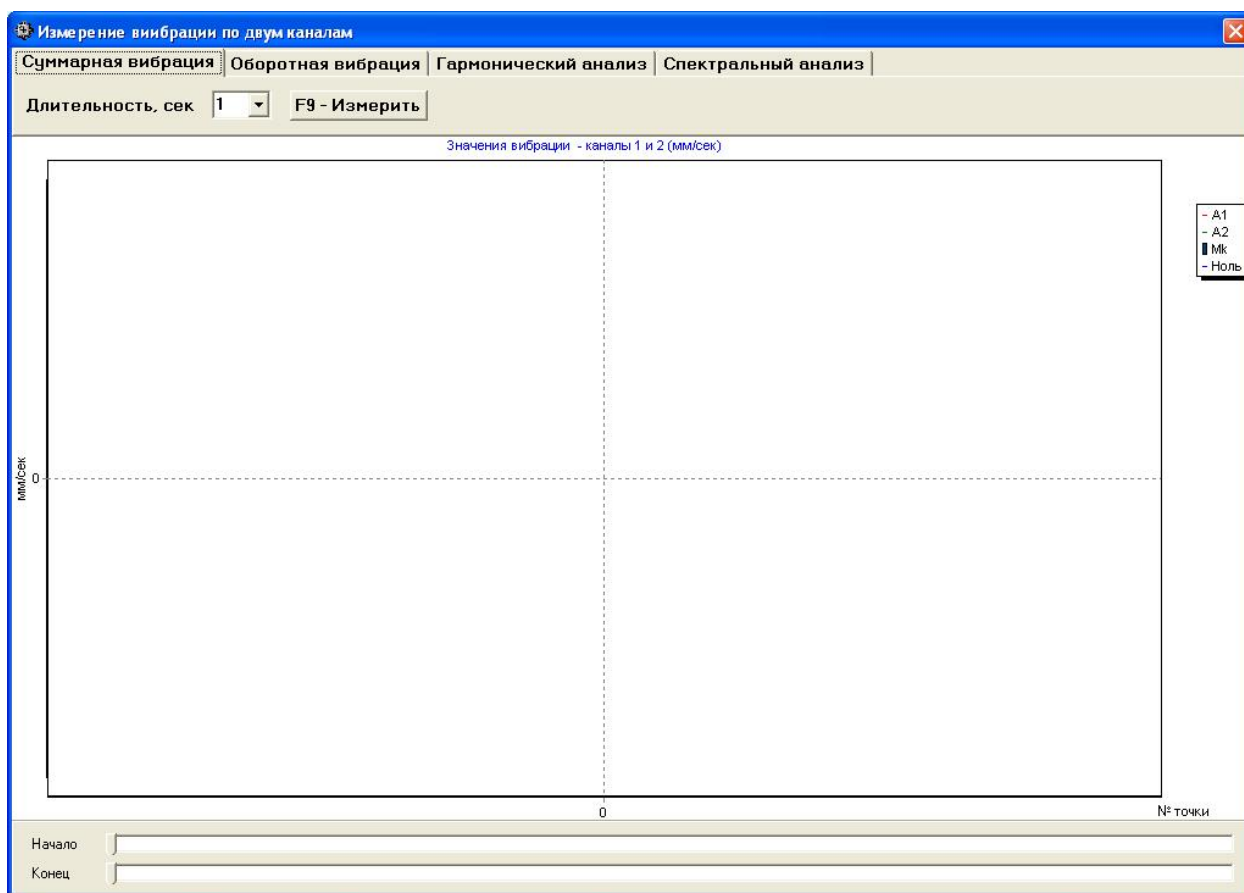 Измерение виибрации по двум каналам
Суммарная вибрация Оборотная вибрация Гармонический анализ Спектральный анализ
Длительность, сек 1 F9 - Измерить
Значения вибрации - каналы 1 и 2 (мм/сек)
A1
A2
Mk
Ноль
мм/сек
0
0
№ точки
Начало
Конец